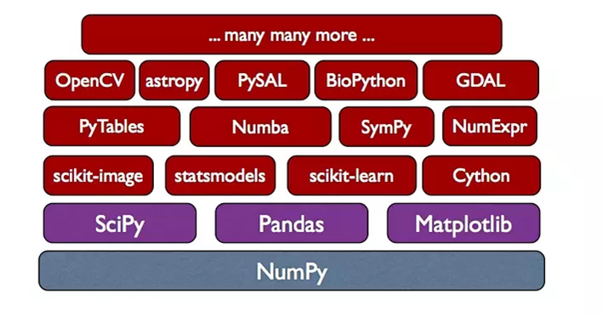 ... many many more ...
OpenCV astropy PySAL BioPython GDAL
PyTables Numba SymPy NumExpr
scikit-image statsmodels scikit-learn Cython
SciPy Pandas Matplotlib
NumPy